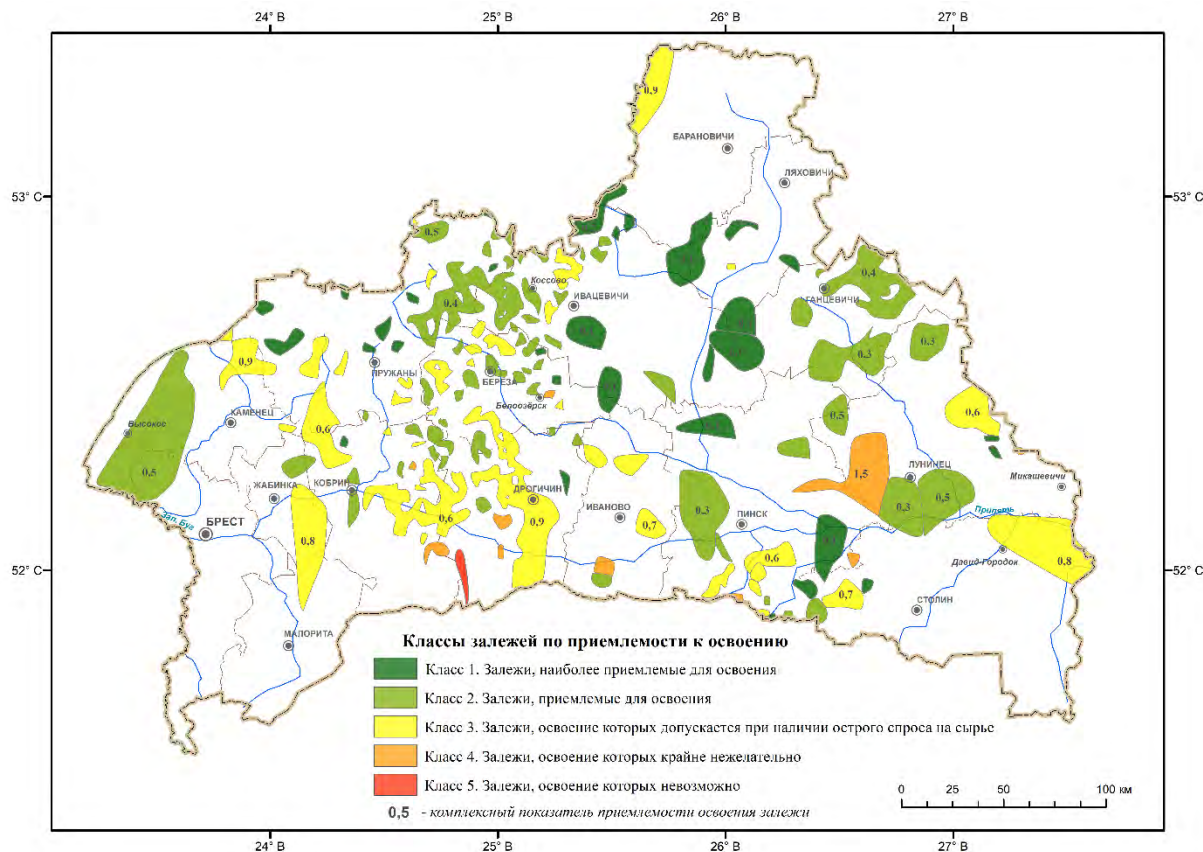 24° В 25° В 26° В 27° В
0,9
БАРАНОВИЧИ
ЛЯХОВИЧИ
53° С 53° С
0,5
0,4
Коссово
ГАНЦЕВИЧИ
ИВАЦЕВИЧИ
0,4
0,3
0,3
0,9
ПРУЖАНЫ
БЕРЕЗА
Белоозёрск
0,6
0,5
КАМЕНЕЦ
0,6
Высокое
0,5
1,5
ЛУНИНЕЦ
Микашевичи
ЖАБИНКА
КОБРИН
ДРОГИЧИН
0,5
0,3
0,3
Припять
Зап. Буг
БРЕСТ
0,6
ИВАНОВО
0,7
ПИНСК
0,8
0,9
0,6
Давид-Городок
0,8
52° С 52° С
0,7
СТОЛИН
МАЛОРИТА
Классы залежей по приемлемости к освоению
Класс 1. Залежи, наиболее приемлемые для освоения
Класс 2. Залежи, приемлемые для освоения
Класс 3. Залежи, освоение которых допускается при наличии острого спроса на сырье
Класс 4. Залежи, освоение которых крайне нежелательно
Класс 5. Залежи, освоение которых невозможно
0,5 - комплексный показатель приемлемости освоения залежи
0 25 50 100 км
24° В 25° В 26° В 27° В